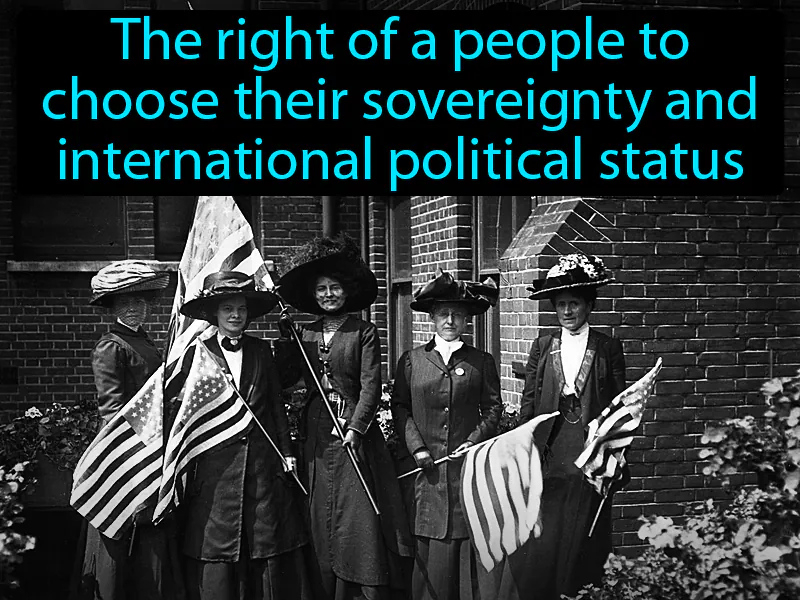 The right of a people to
choose their sovereignty and
international political status